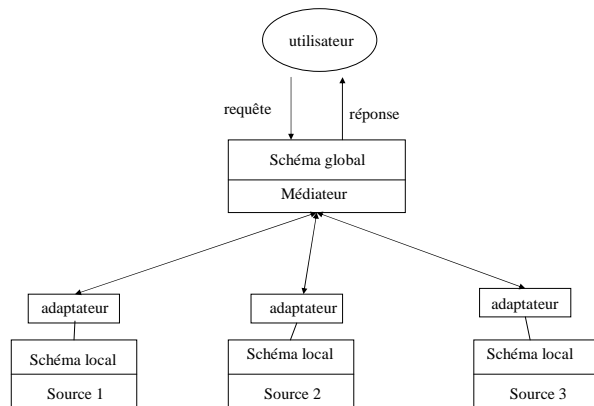 utilisateur
requête
réponse
Schéma global
Médiateur
adaptateur
adaptateur
adaptateur
Schéma local
Schéma local
Schéma local
Source 1
Source 2
Source 3